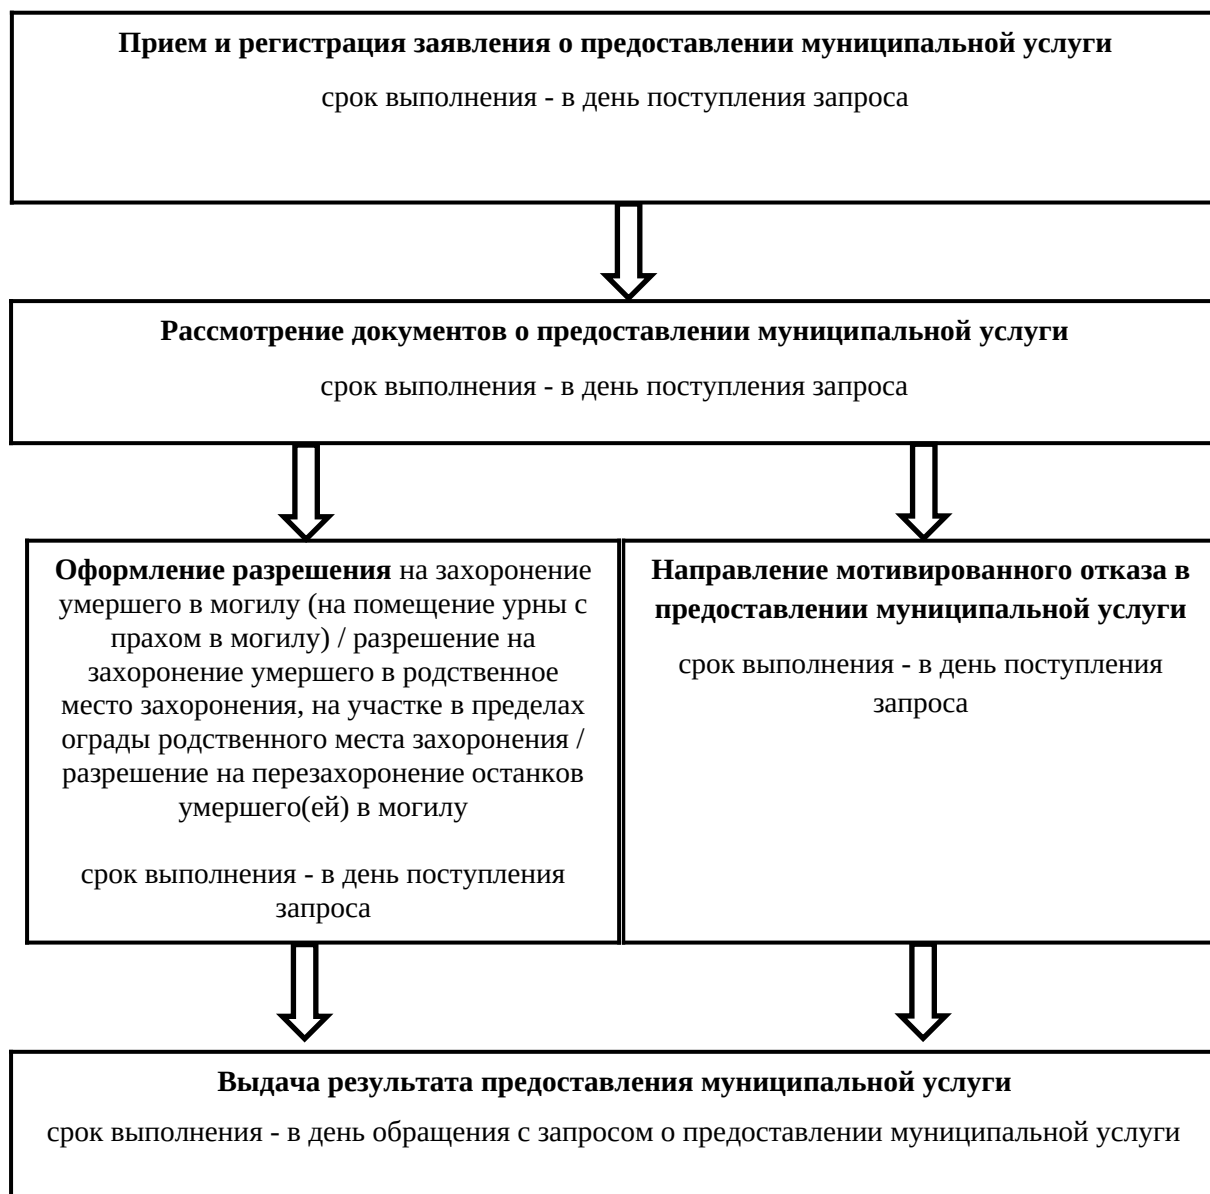 Прием и регистрация заявления о предоставлении муниципальной услуги
срок выполнения - в день поступления запроса
Рассмотрение документов о предоставлении муниципальной услуги
срок выполнения - в день поступления запроса
Оформление разрешения на захоронение
умершего в могилу (на помещение урны с
прахом в могилу) / разрешение на
захоронение умершего в родственное
место захоронения, на участке в пределах
ограды родственного места захоронения /
разрешение на перезахоронение останков
умершего(ей) в могилу
срок выполнения - в день поступления
запроса
Направление мотивированного отказа в
предоставлении муниципальной услуги
срок выполнения - в день поступления
запроса
Выдача результата предоставления муниципальной услуги
срок выполнения - в день обращения с запросом о предоставлении муниципальной услуги